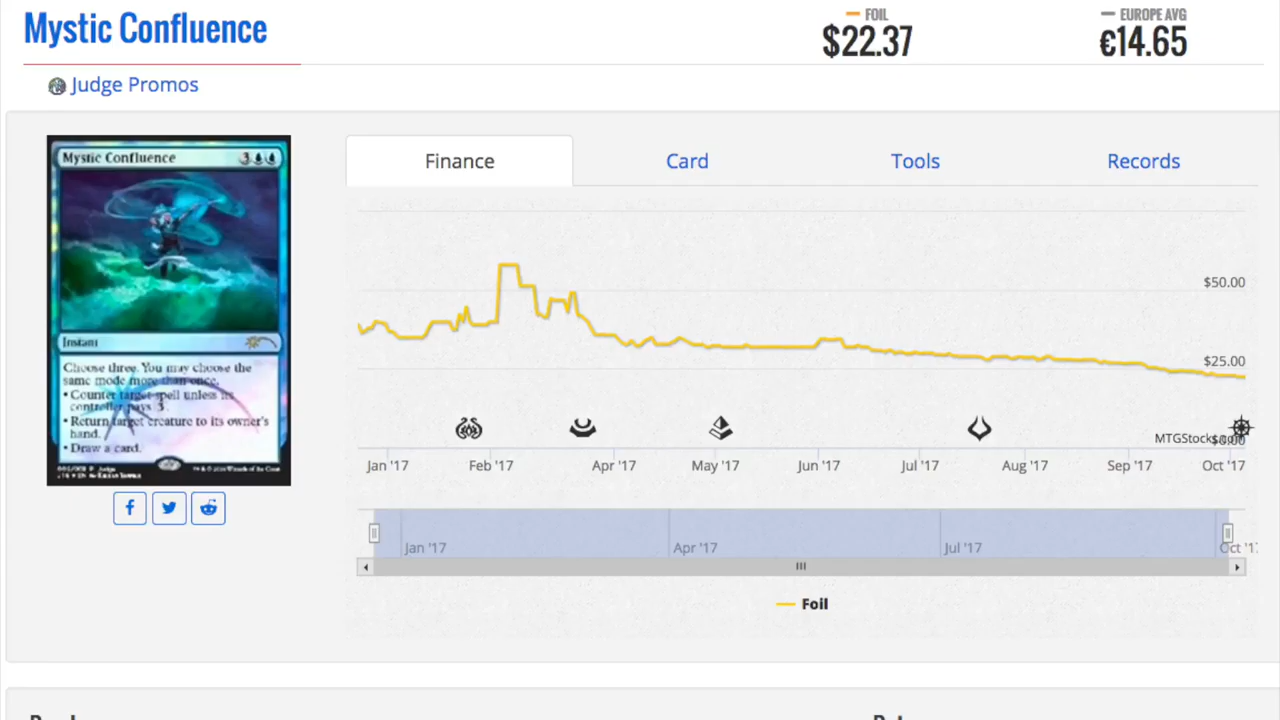 Mystic Confluence
FOIL
$22.37
EUROPE AVG
€14.65
Judge Promos
Mystic Confluence 3
Instant
Choose three. You may choose the
same mode more than once.
• Counter target spell unless its
controller pays 3.
• Return target creature to its owner's
hand.
• Draw a card.
Finance
Card
Tools
Records
$50.00
$25.00
$0.00
MTGStocks.com
Jan '17
Feb '17
Apr '17
May '17
Jun '17
Jul '17
Aug '17
Sep '17
Oct '17
Jan '17
Apr '17
Jul '17
Oct '17
Foil